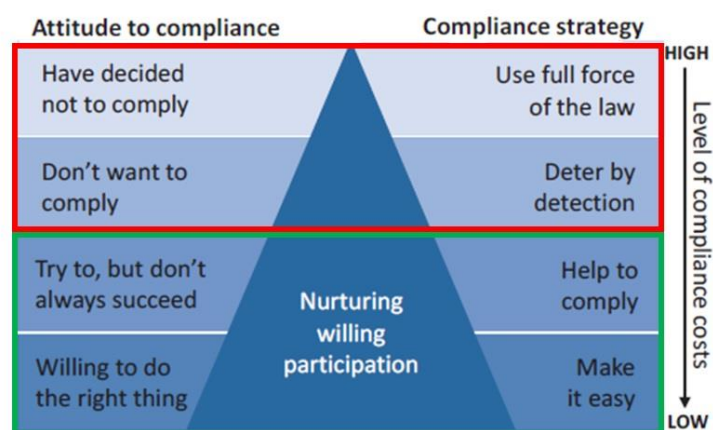 Attitude to compliance
Compliance strategy
HIGH
Have decided
not to comply
Use full force
of the law
Don't want to
comply
Deter by
detection
Try to, but don't
always succeed
Nurturing
willing
participation
Help to
comply
Willing to do
the right thing
Make
it easy
Level of compliance costs
LOW